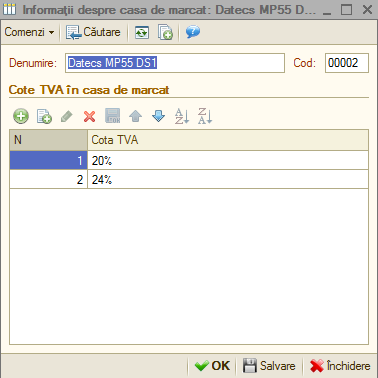 Informații despre casa de marcat: Datecs MP55 D...
Comenzi Căutare
Denumire: Datecs MP55 DS1 Cod: 00002
Cote TVA în casa de marcat
N Cota TVA
1 20%
2 24%
OK Salvare Închidere